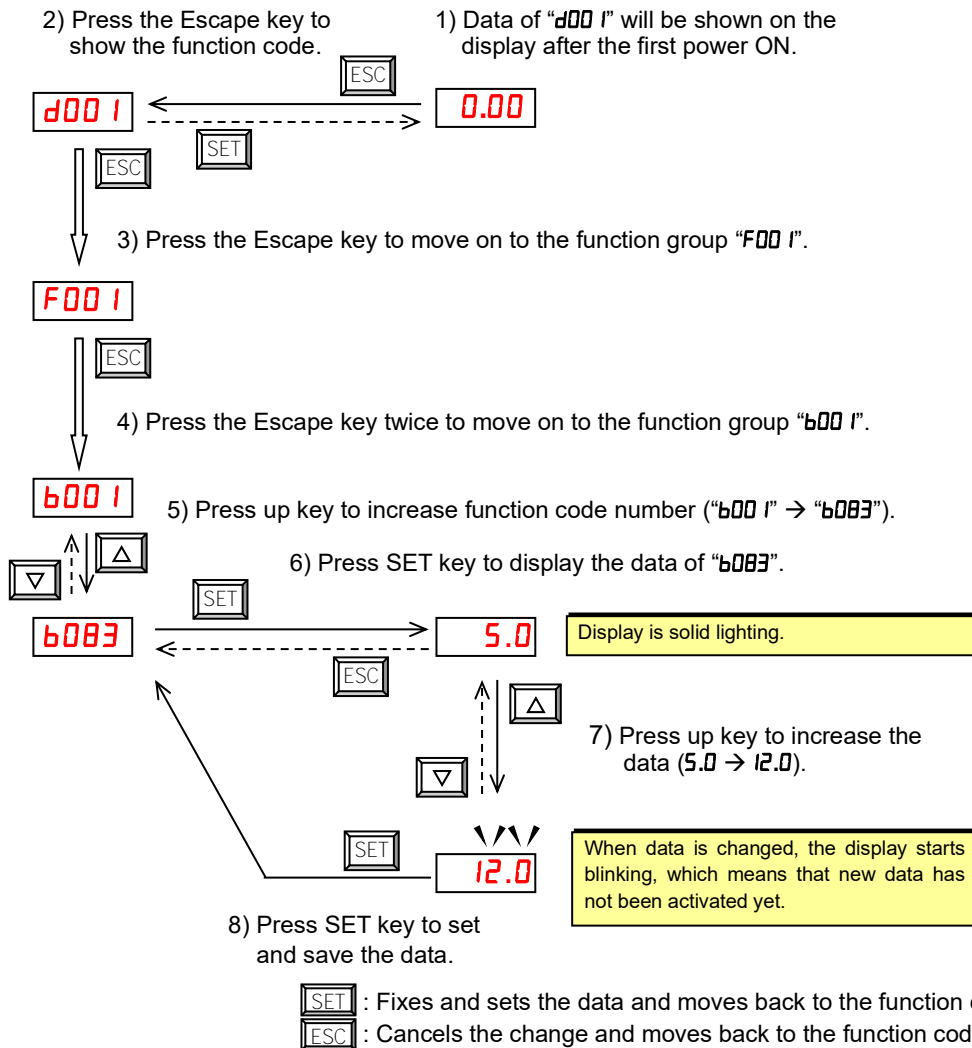 2) Press the Escape key to
show the function code.
1) Data of “d001” will be shown on the
display after the first power ON.
ESC
d001
0.00
SET
ESC
3) Press the Escape key to move on to the function group “F001”.
F001
ESC
4) Press the Escape key twice to move on to the function group “b001”.
b001
5) Press up key to increase function code number (“b001” → “b083”).
6) Press SET key to display the data of “b083”.
SET
b083
5.0
Display is solid lighting.
ESC
7) Press up key to increase the
data (5.0 → 12.0).
SET
12.0
When data is changed, the display starts
blinking, which means that new data has
not been activated yet.
8) Press SET key to set
and save the data.
SET : Fixes and sets the data and moves back to the function
ESC : Cancels the change and moves back to the function